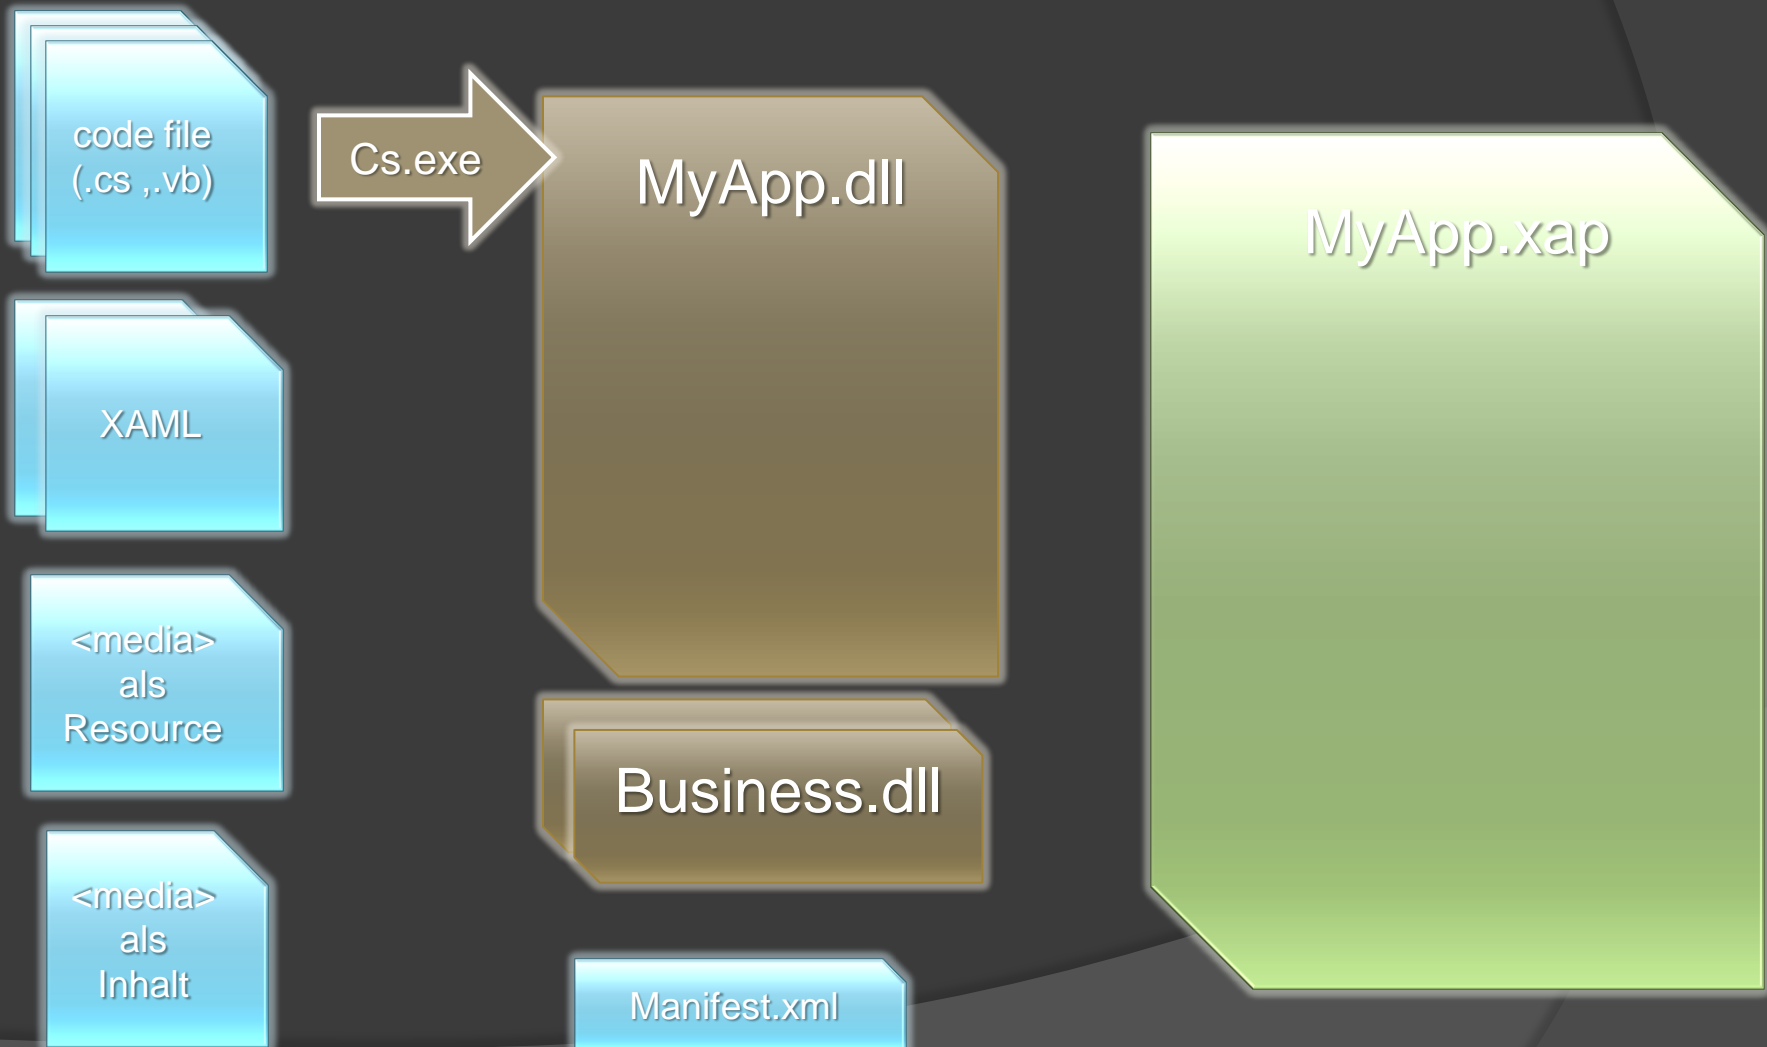 code file
(.cs ,.vb)
Cs.exe
MyApp.dll
MyApp.xap
XAML
<media>
als
Resource
Business.dll
<media>
als
Inhalt
Manifest.xml